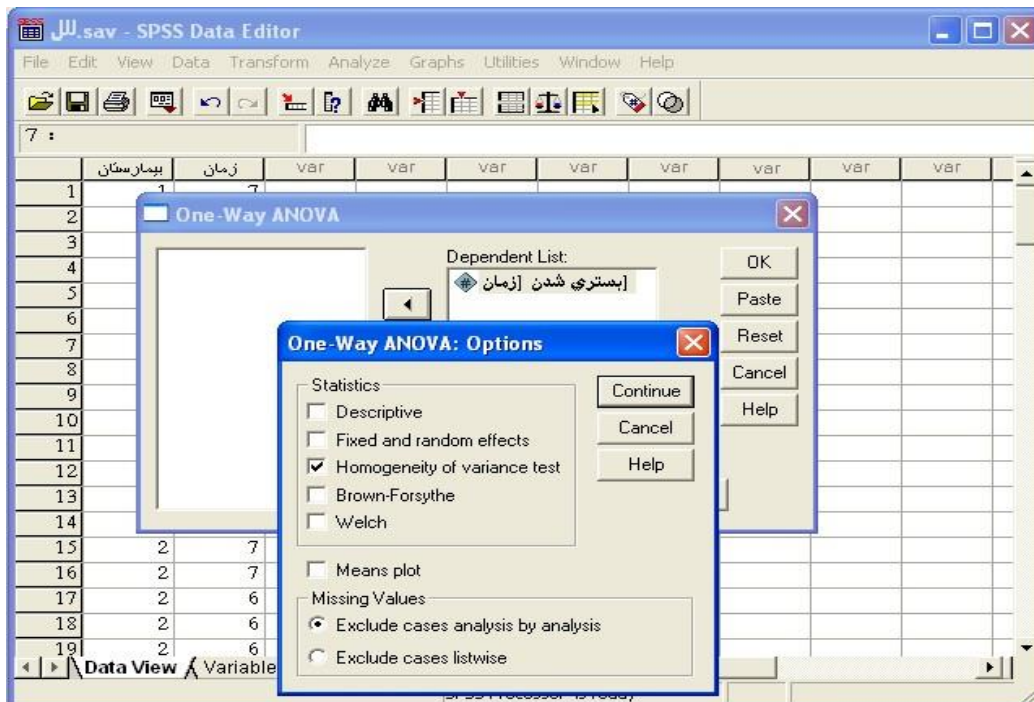 لل.sav - SPSS Data Editor
File Edit View Data Transform Analyze Graphs Utilities Window Help
7 :
بیمارستان زمان var var var var var var var var
1 1 7
2
3
4
5
6
7
8
9
10
11
12
13
14
15 2 7
16 2 7
17 2 6
18 2 6
19 2 6
Data View Variable
One-Way ANOVA
Dependent List:
بستري شدن [زمان]
OK
Paste
Reset
Cancel
Help
One-Way ANOVA: Options
Statistics
Descriptive
Fixed and random effects
Homogeneity of variance test
Brown-Forsythe
Welch
Continue
Cancel
Help
Means plot
Missing Values
Exclude cases analysis by analysis
Exclude cases listwise